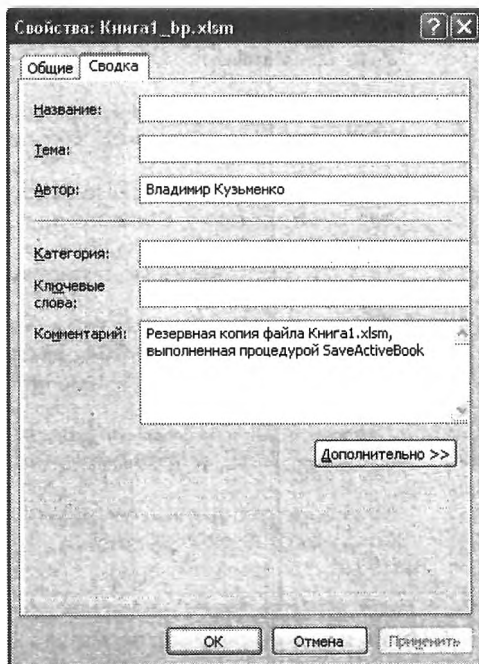 Свойства: Книга1_bp.xlsm
Общие
Сводка
Название:
Тема:
Автор:
Владимир Кузьменко
Категория:
Ключевые
слова:
Комментарий:
Резервная копия файла Книга1.xlsm,
выполненная процедурой SaveActiveBook
Дополнительно >>
ОК
Отмена
Применить